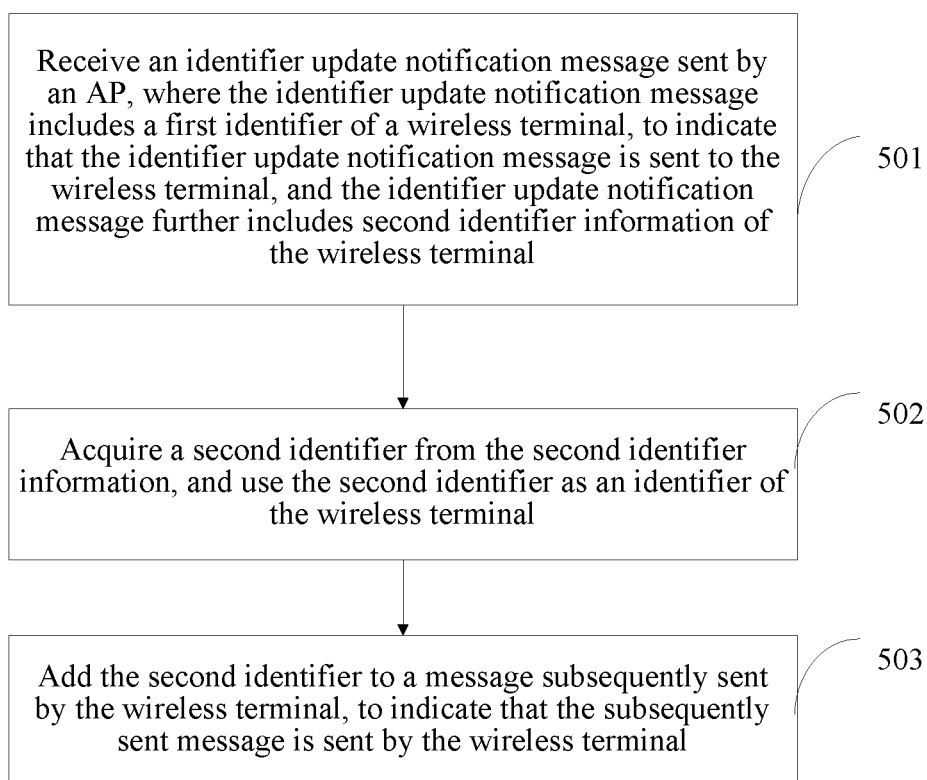 Receive an identifier update notification message sent by
an AP, where the identifier update notification message
includes a first identifier of a wireless terminal, to indicate
that the identifier update notification message is sent to the
wireless terminal, and the identifier update notification
message further includes second identifier information of
the wireless terminal
501
Acquire a second identifier from the second identifier
information, and use the second identifier as an identifier of
the wireless terminal
502
Add the second identifier to a message subsequently sent
by the wireless terminal, to indicate that the subsequently
sent message is sent by the wireless terminal
503